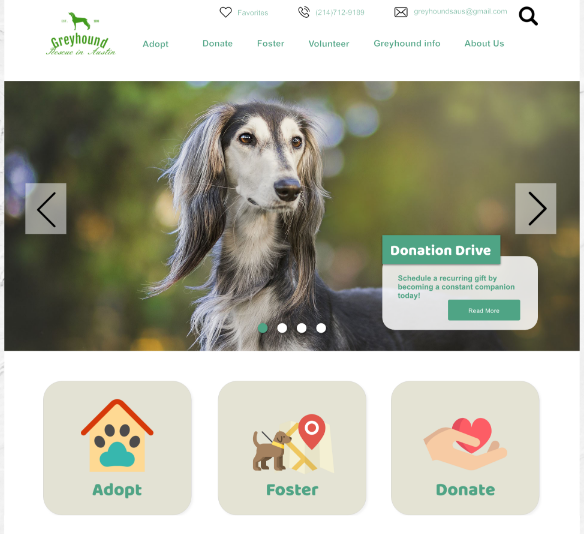 Favorites
(214)712-9109
greyhoundsaus@gmail.com
Greyhound
Rescue in Austin
Adopt
Donate
Foster
Volunteer
Greyhound info
About Us
Donation Drive
Schedule a recurring gift by
becoming a constant companion
today!
Read More
Adopt
Foster
Donate